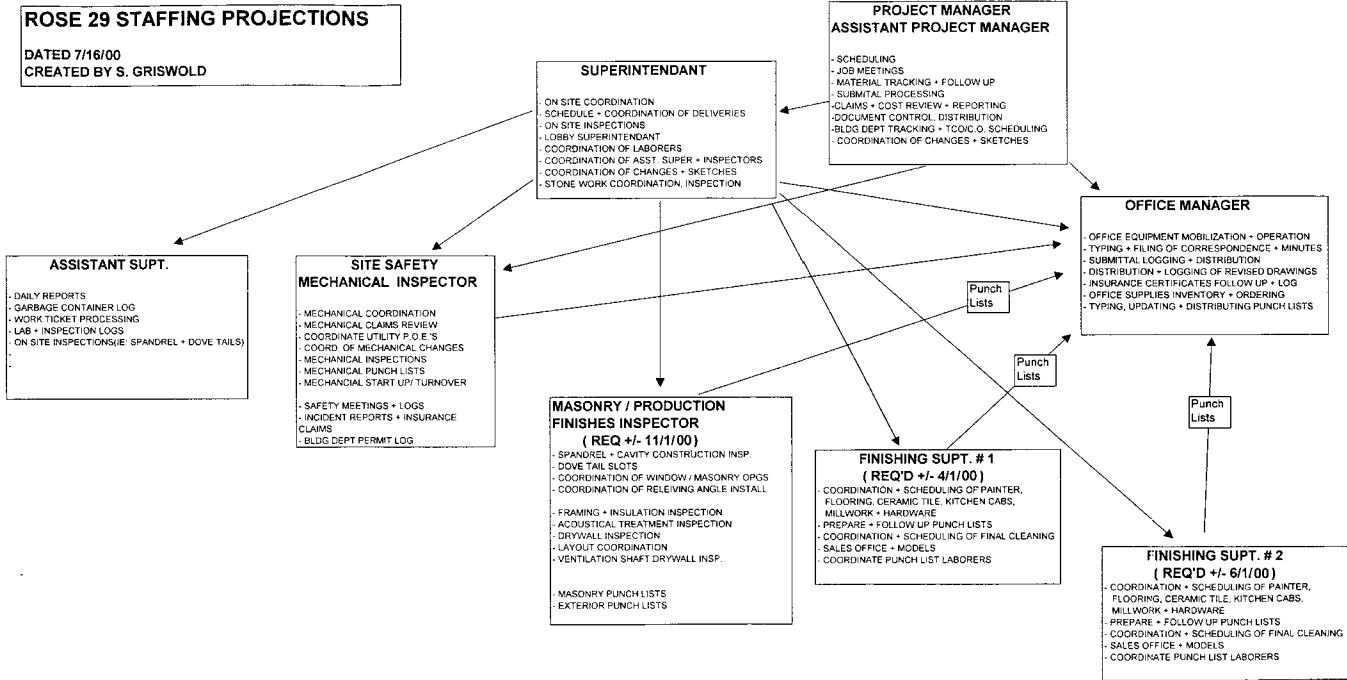 ROSE 29 STAFFING PROJECTIONS
DATED 7/16/00
CREATED BY S. GRISWOLD
PROJECT MANAGER
ASSISTANT PROJECT MANAGER
- SCHEDULING
- JOB MEETINGS
- MATERIAL TRACKING + FOLLOW UP
- SUBMITAL PROCESSING
-CLAIMS + COST REVIEW + REPORTING
-DOCUMENT CONTROL, DISTRIBUTION
-BLDG DEPT TRACKING + TCO/C.O. SCHEDULING
- COORDINATION OF CHANGES + SKETCHES
SUPERINTENDANT
- ON SITE COORDINATION
- SCHEDULE + COORDINATION OF DELIVERIES
- ON SITE INSPECTIONS
- LOBBY SUPERINTENDANT
- COORDINATION OF LABORERS
- COORDINATION OF ASST. SUPER + INSPECTORS
- COORDINATION OF CHANGES + SKETCHES
- STONE WORK COORDINATION, INSPECTION
OFFICE MANAGER
- OFFICE EQUIPMENT MOBILIZATION + OPERATION
- TYPING + FILING OF CORRESPONDENCE + MINUTES
- SUBMITTAL LOGGING + DISTRIBUTION
- DISTRIBUTION + LOGGING OF REVISED DRAWINGS
- INSURANCE CERTIFICATES FOLLOW UP + LOG
- OFFICE SUPPLIES INVENTORY + ORDERING
- TYPING, UPDATING + DISTRIBUTING PUNCH LISTS
ASSISTANT SUPT.
- DAILY REPORTS
- GARBAGE CONTAINER LOG
- WORK TICKET PROCESSING
- LAB + INSPECTION LOGS
- ON SITE INSPECTIONS(IE: SPANDREL + DOVE TAILS)
-
-
SITE SAFETY
MECHANICAL INSPECTOR
- MECHANICAL COORDINATION
- MECHANICAL CLAIMS REVIEW
- COORDINATE UTILITY P.O.E.'S
- COORD. OF MECHANICAL CHANGES
- MECHANICAL INSPECTIONS
- MECHANICAL PUNCH LISTS
- MECHANCIAL START UP/ TURNOVER
- SAFETY MEETINGS + LOGS
- INCIDENT REPORTS + INSURANCE
CLAIMS
- BLDG DEPT PERMIT LOG
Punch
Lists
Punch
Lists
Punch
Lists
MASONRY / PRODUCTION
FINISHES INSPECTOR
( REQ +/- 11/1/00)
- SPANDREL + CAVITY CONSTRUCTION INSP.
- DOVE TAIL SLOTS
- COORDINATION OF WINDOW / MASONRY OPGS
- COORDINATION OF RELEIVING ANGLE INSTALL
- FRAMING + INSULATION INSPECTION
- ACOUSTICAL TREATMENT INSPECTION
- DRYWALL INSPECTION
- LAYOUT COORDINATION
- VENTILATION SHAFT DRYWALL INSP.
- MASONRY PUNCH LISTS
- EXTERIOR PUNCH LISTS
FINISHING SUPT. # 1
( REQ'D +/- 4/1/00)
- COORDINATION + SCHEDULING OF PAINTER,
FLOORING, CERAMIC TILE, KITCHEN CABS,
MILLWORK + HARDWARE
- PREPARE + FOLLOW UP PUNCH LISTS
- COORDINATION + SCHEDULING OF FINAL CLEANING
- SALES OFFICE + MODELS
- COORDINATE PUNCH LIST LABORERS
FINISHING SUPT. # 2
( REQ'D +/- 6/1/00)
- COORDINATION + SCHEDULING OF PAINTER,
FLOORING, CERAMIC TILE, KITCHEN CABS,
MILLWORK + HARDWARE
- PREPARE + FOLLOW UP PUNCH LISTS
- COORDINATION + SCHEDULING OF FINAL CLEANING
- SALES OFFICE + MODELS
- COORDINATE PUNCH LIST LABORERS